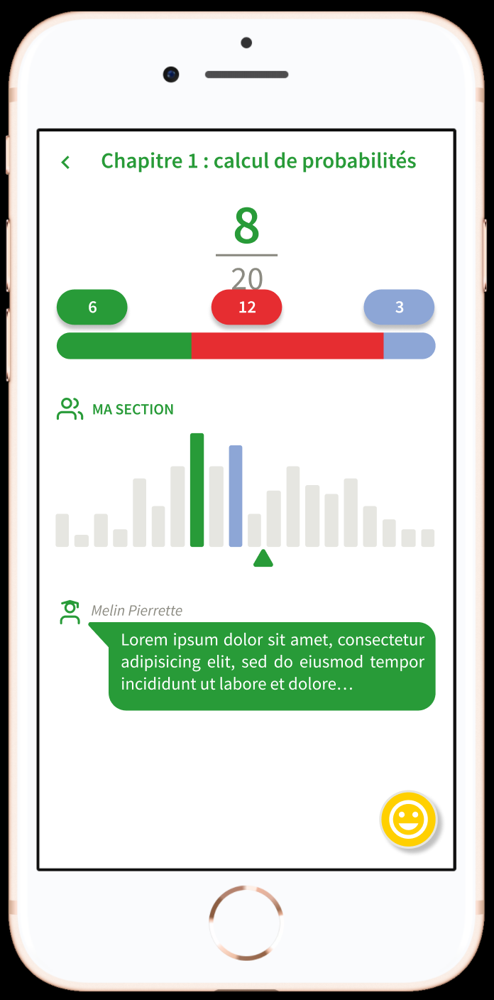 Chapitre 1 : calcul de probabilités
8
20
6 12 3
MA SECTION
Melin Pierrette
Lorem ipsum dolor sit amet, consectetur
adipisicing elit, sed do eiusmod tempor
incididunt ut labore et dolore…